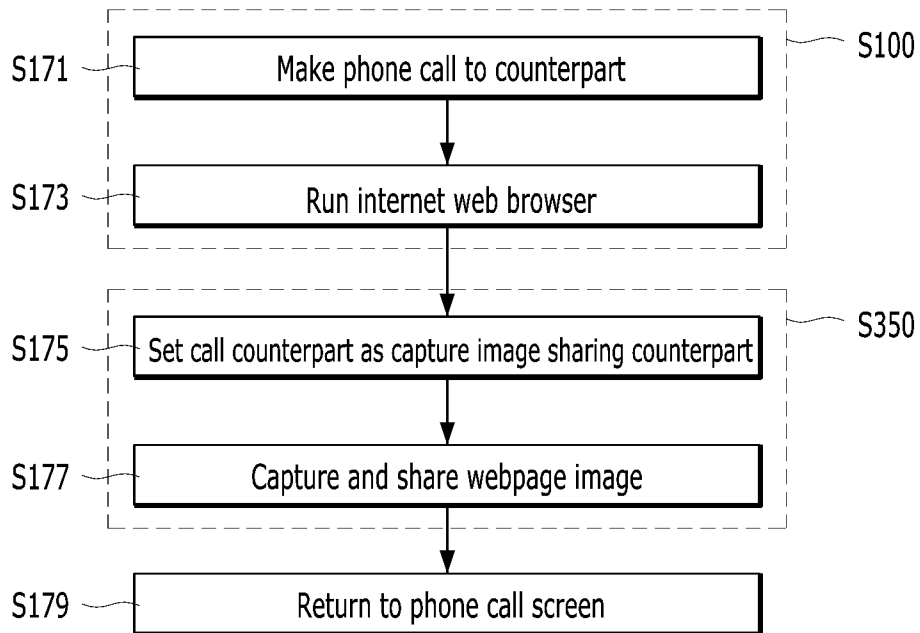 S100
S171
Make phone call to counterpart
S173
Run internet web browser
S350
S175
Set call counterpart as capture image sharing counterpart
S177
Capture and share webpage image
S179
Return to phone call screen